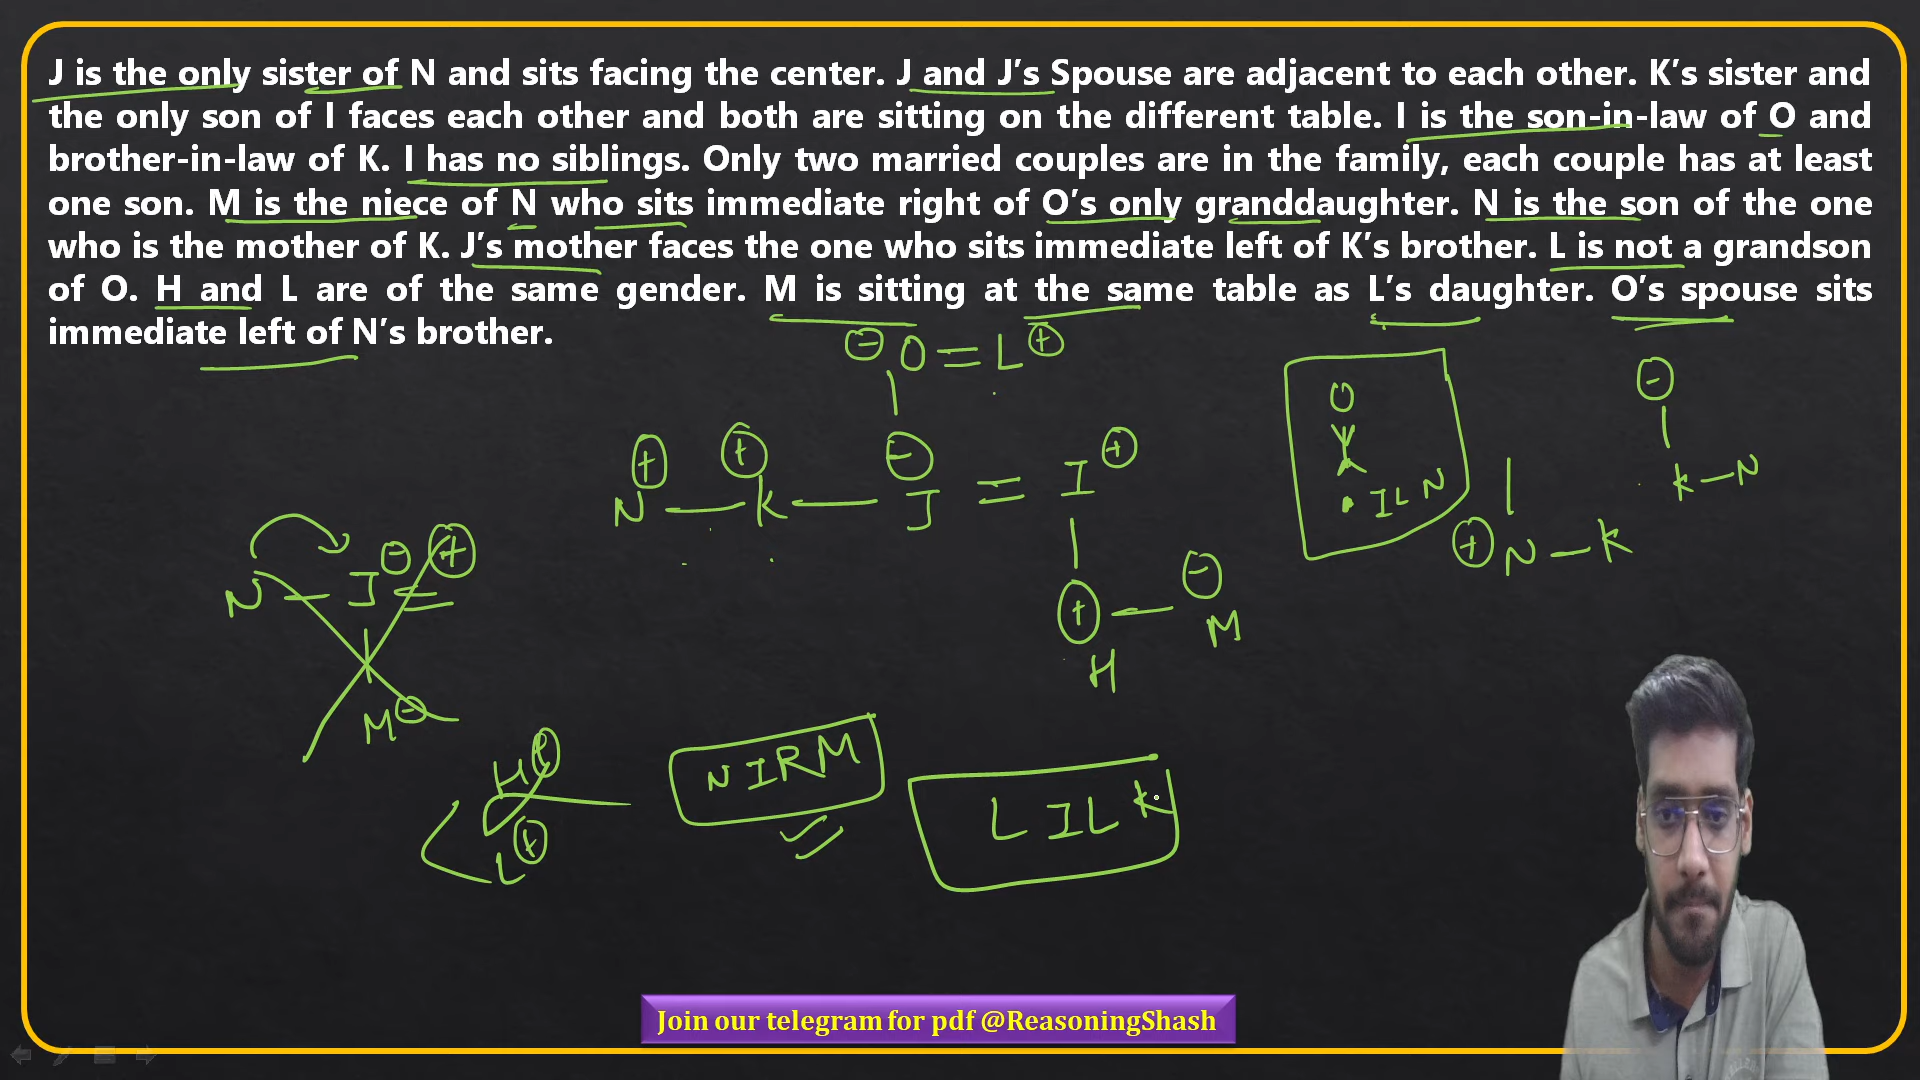 J is the only sister of N and sits facing the center. J and J's Spouse are adjacent to each other. K's sister and
the only son of I faces each other and both are sitting on the different table. I is the son-in-law of O and
brother-in-law of K. I has no siblings. Only two married couples are in the family, each couple has at least
one son. M is the niece of N who sits immediate right of O's only granddaughter. N is the son of the one
who is the mother of K. J's mother faces the one who sits immediate left of K's brother. L is not a grandson
of O. H and L are of the same gender. M is sitting at the same table as L's daughter. O's spouse sits
immediate left of N's brother.
- O = L +
+ + - +
N - K - J = I
O
I L N
-
K - N
+ N - K
N - J - = +
+ - -
H M
M -
H
L +
N I R M
L I L K
Join our telegram for pdf @ReasoningShash